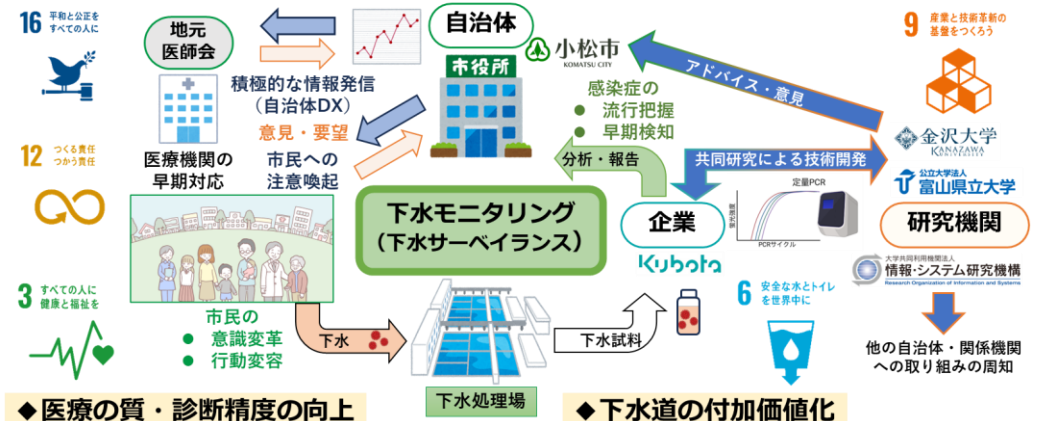 16 平和と公正を
すべての人に
地元
医師会
自治体
市役所
小松市
KOMATSU CITY
9 産業と技術革新の
基盤をつくろう
アドバイス・意見
積極的な情報発信
（自治体DX）
意見・要望
市民への
注意喚起
感染症の
● 流行把握
● 早期検知
分析・報告
共同研究による技術開発
金沢大学
KANAZAWA
UNIVERSITY
公立大学法人
富山県立大学
12 つくる責任
つかう責任
医療機関の
早期対応
下水モニタリング
（下水サーベイランス）
企業
Kubota
定量PCR
蛍光強度
PCRサイクル
研究機関
大学共同利用機関法人
情報・システム研究機構
Research Organization of Information and Systems
3 すべての人に
健康と福祉を
市民の
● 意識変革
● 行動変容
下水
下水処理場
下水試料
6 安全な水とトイレ
を世界中に
他の自治体・関係機関
への取り組みの周知
◆医療の質・診断精度の向上
◆下水道の付加価値化